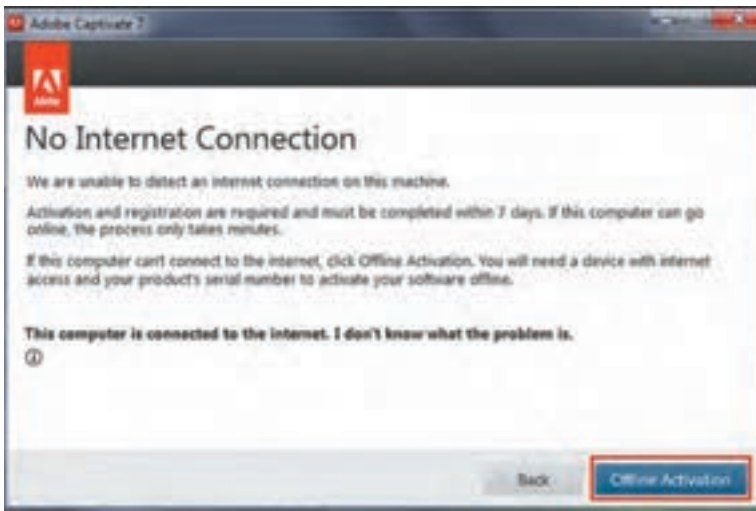 Adobe Captivate 7
Adobe
No Internet Connection
We are unable to detect an internet connection on this machine.
Activation and registration are required and must be completed within 7 days. If this computer can go
online, the process only takes minutes.
If this computer can't connect to the internet, click Offline Activation. You will need a device with internet
access and your product's serial number to activate your software offline.
This computer is connected to the internet. I don't know what the problem is.
Back
Offline Activation